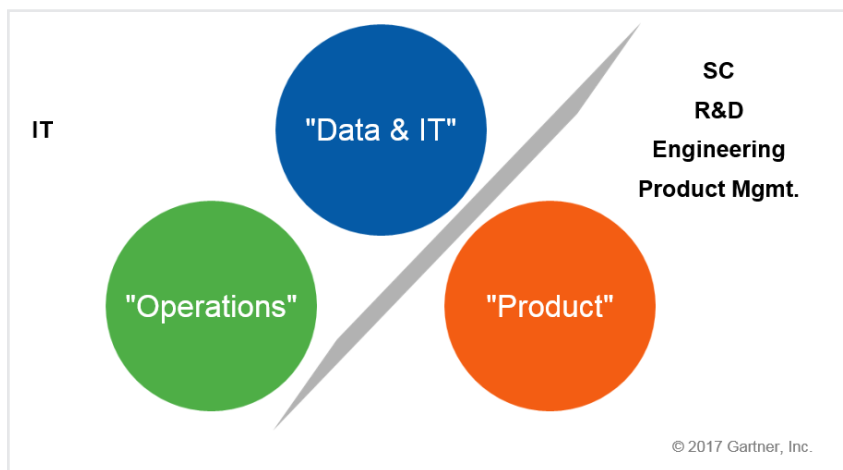 "Data & IT"
IT
SC
R&D
Engineering
Product Mgmt.
"Operations"
"Product"
© 2017 Gartner, Inc.